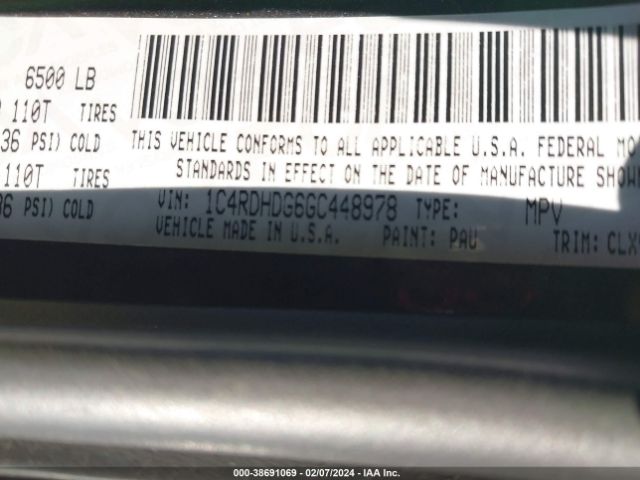 6500 LB
110T TIRES
36 PSI) COLD THIS VEHICLE CONFORMS TO ALL APPLICABLE U.S.A. FEDERAL MO
110T TIRES STANDARDS IN EFFECT ON THE DATE OF MANUFACTURE SHOW
36 PSI) COLD VIN: 1C4RDHDG6GC448978 TYPE: MPV
VEHICLE MADE IN U.S.A. PAINT: PAU TRIM: CLX
000-38691069 | 02/07/2024 | IAA Inc.